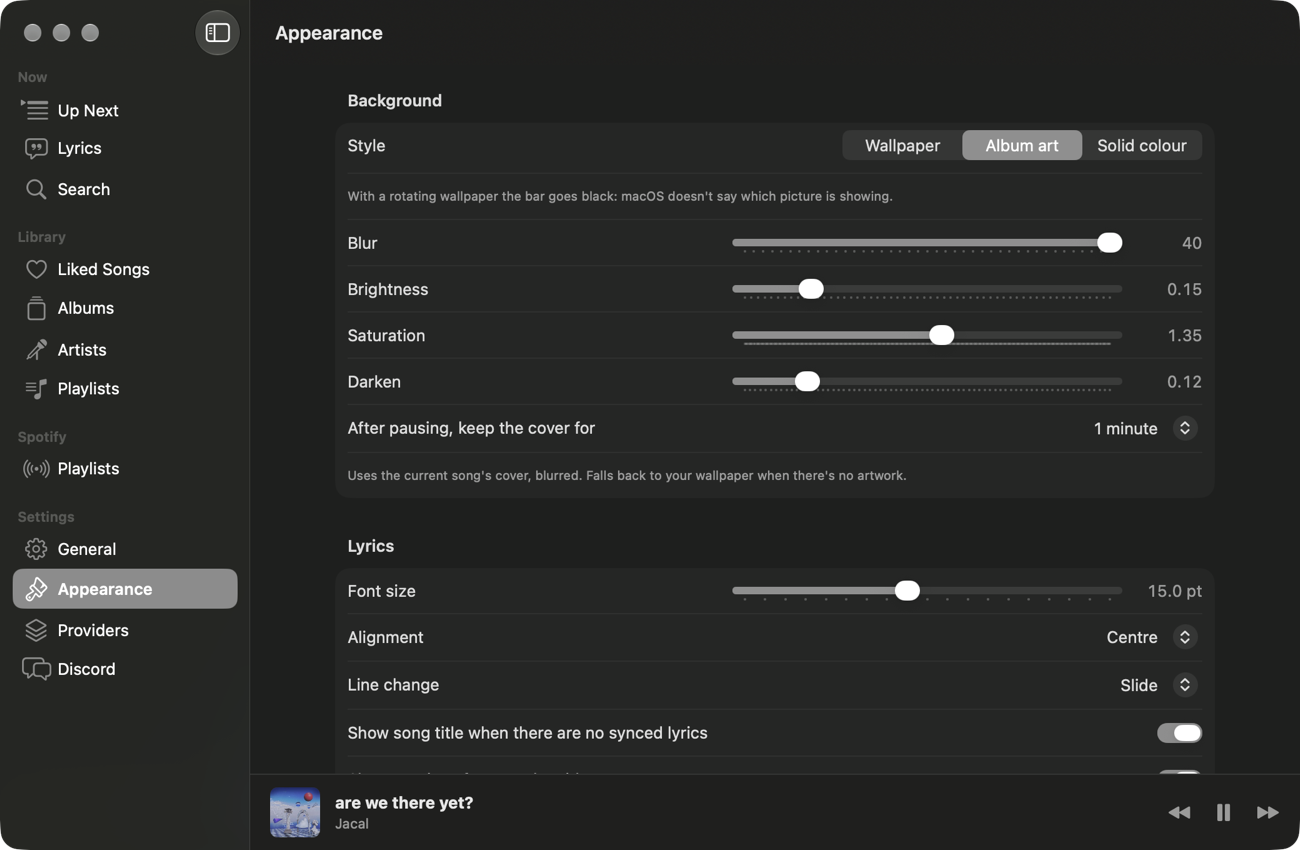 Appearance
Now
Up Next
Lyrics
Search
Library
Liked Songs
Albums
Artists
Playlists
Spotify
Playlists
Settings
General
Appearance
Providers
Discord
Background
Style
Wallpaper
Album art
Solid colour
With a rotating wallpaper the bar goes black: macOS doesn't say which picture is showing.
Blur
40
Brightness
0.15
Saturation
1.35
Darken
0.12
After pausing, keep the cover for
1 minute
Uses the current song's cover, blurred. Falls back to your wallpaper when there's no artwork.
Lyrics
Font size
15.0 pt
Alignment
Centre
Line change
Slide
Show song title when there are no synced lyrics
are we there yet?
Jacal